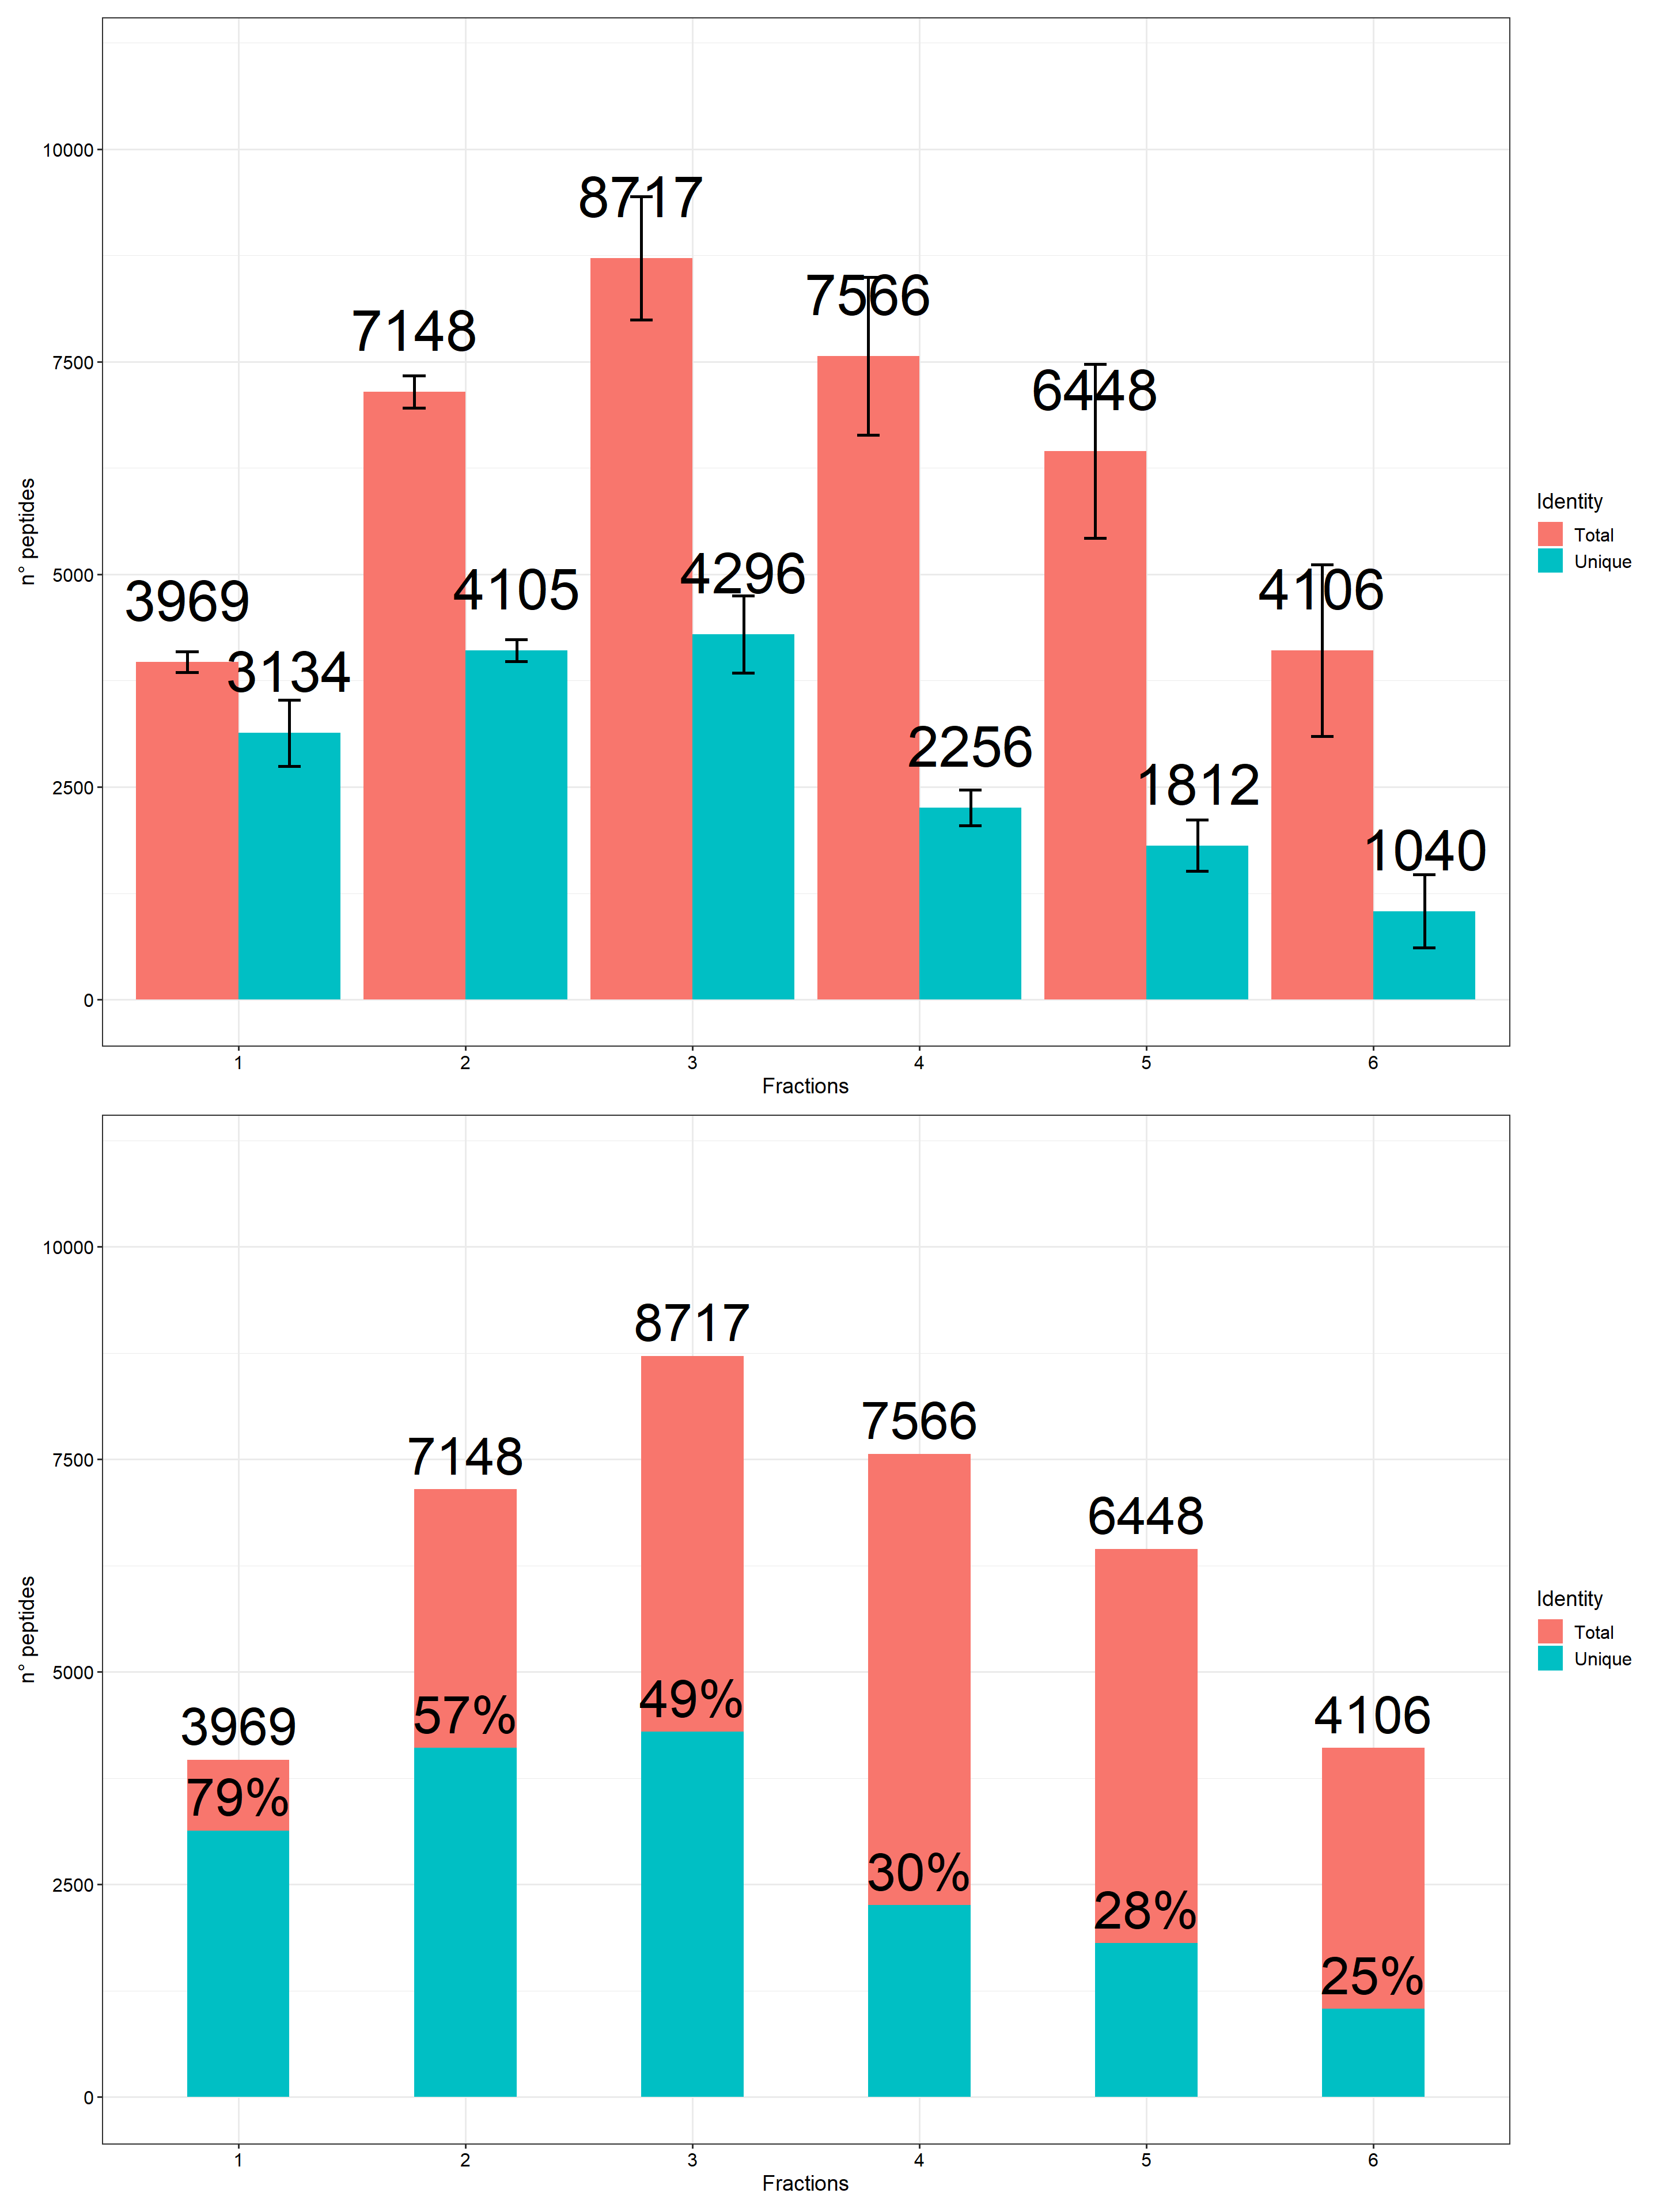 10000
7500
5000
2500
0
n° peptides
8717
7566
7148
6448
3969
4105
4296
4106
3134
2256
1812
1040
1 2 3 4 5 6
Fractions
Identity
Total
Unique
10000
7500
5000
2500
0
n° peptides
8717
7566
7148
6448
3969
57%
49%
4106
79%
30%
28%
25%
1 2 3 4 5 6
Fractions
Identity
Total
Unique